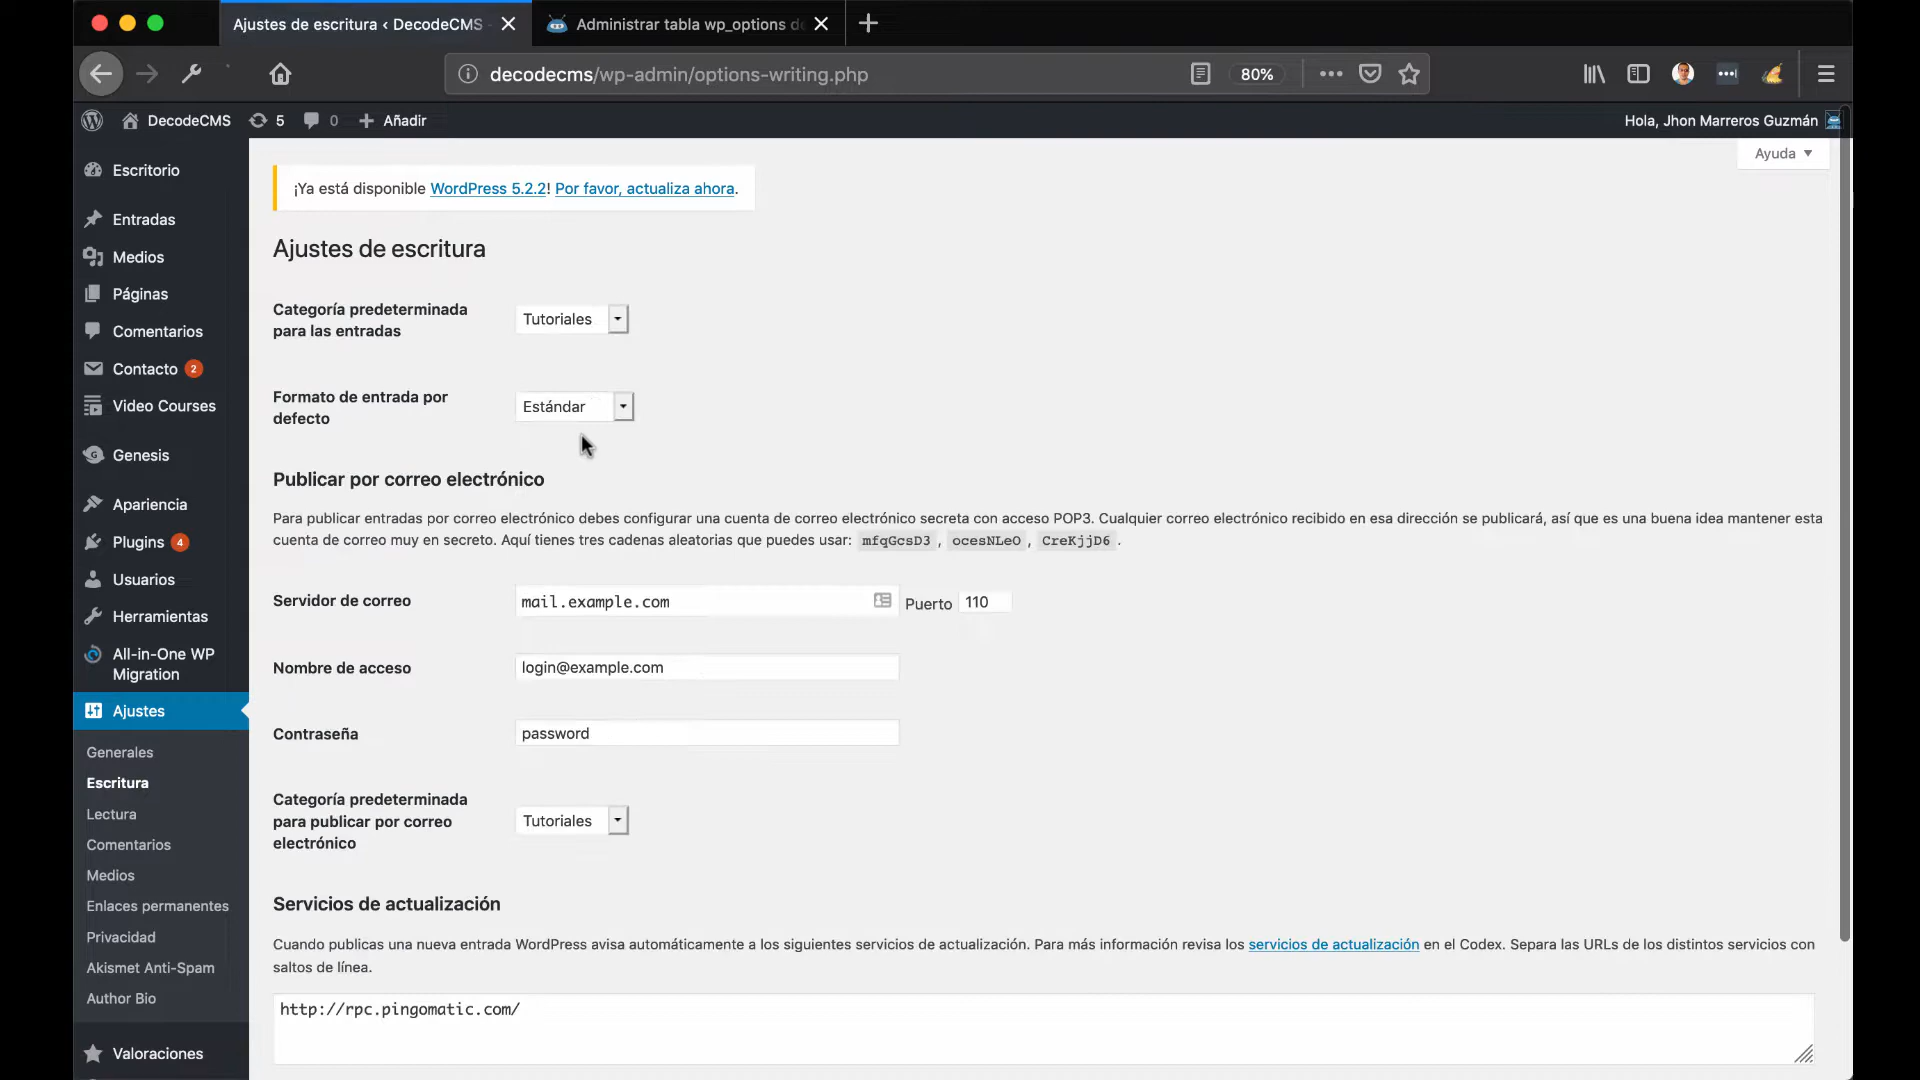 Ajustes de escritura ‹ DecodeCMS
Administrar tabla wp_options de
decodecms/wp-admin/options-writing.php
80%
DecodeCMS
5
0
Añadir
Hola, Jhon Marreros Guzmán
Ayuda
Escritorio
Entradas
Medios
Páginas
Comentarios
Contacto 2
Video Courses
Genesis
Apariencia
Plugins 4
Usuarios
Herramientas
All-in-One WP
Migration
Ajustes
Generales
Escritura
Lectura
Comentarios
Medios
Enlaces permanentes
Privacidad
Akismet Anti-Spam
Author Bio
Valoraciones
¡Ya está disponible WordPress 5.2.2! Por favor, actualiza ahora.
Ajustes de escritura
Categoría predeterminada
para las entradas
Tutoriales
Formato de entrada por
defecto
Estándar
Publicar por correo electrónico
Para publicar entradas por correo electrónico debes configurar una cuenta de correo electrónico secreta con acceso POP3. Cualquier correo electrónico recibido en esa dirección se publicará, así que es una buena idea mantener esta
cuenta de correo muy en secreto. Aquí tienes tres cadenas aleatorias que puedes usar: mfqGcsD3 , ocesNLeO , CreKjjD6 .
Servidor de correo
mail.example.com
Puerto 110
Nombre de acceso
login@example.com
Contraseña
password
Categoría predeterminada
para publicar por correo
electrónico
Tutoriales
Servicios de actualización
Cuando publicas una nueva entrada WordPress avisa automáticamente a los siguientes servicios de actualización. Para más información revisa los servicios de actualización en el Codex. Separa las URLs de los distintos servicios con
saltos de línea.
http://rpc.pingomatic.com/